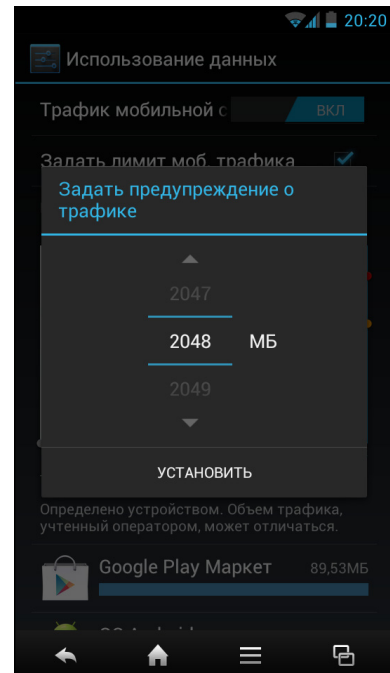 20:20
Использование данных
Трафик мобильной с
ВКЛ
Задать лимит моб. трафика
Задать предупреждение о
трафике
2047
2048 МБ
2049
УСТАНОВИТЬ
Определено устройством. Объем трафика,
учтенный оператором, может отличаться.
Google Play Маркет 89,53МБ